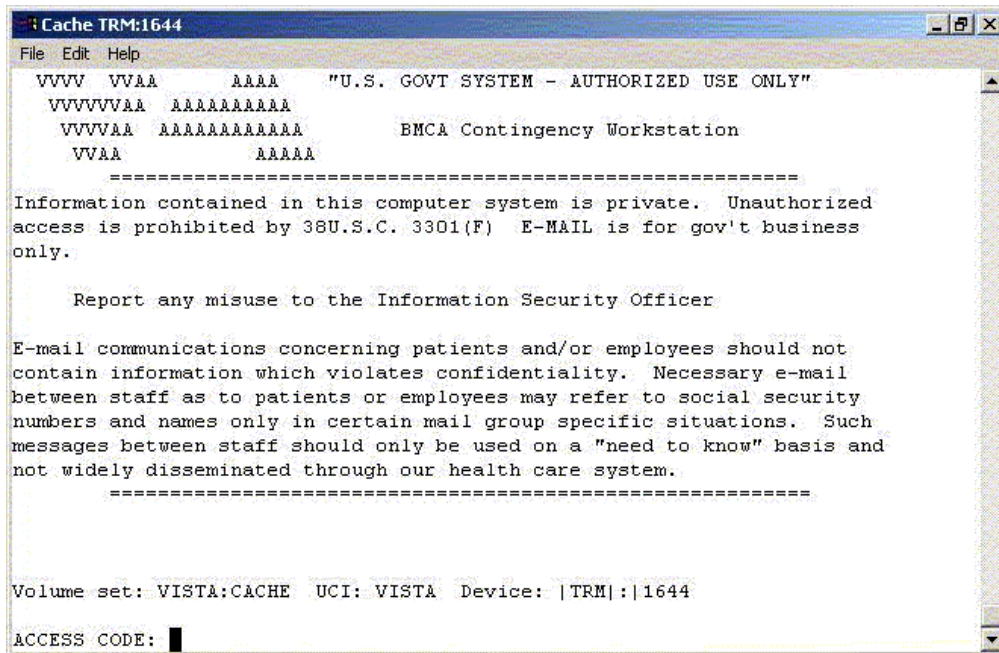 Cache TRM:1644
File Edit Help
VVVV VVAA AAAA "U.S. GOVT SYSTEM - AUTHORIZED USE ONLY"
VVVVVVAA AAAAAAAAAA
VVVVAA AAAAAAAAAAAA BMCA Contingency Workstation
VVAA AAAAA
=========================================================
Information contained in this computer system is private. Unauthorized
access is prohibited by 38U.S.C. 3301(F) E-MAIL is for gov't business
only.
Report any misuse to the Information Security Officer
E-mail communications concerning patients and/or employees should not
contain information which violates confidentiality. Necessary e-mail
between staff as to patients or employees may refer to social security
numbers and names only in certain mail group specific situations. Such
messages between staff should only be used on a "need to know" basis and
not widely disseminated through our health care system.
==========================================================
Volume set: VISTA:CACHE UCI: VISTA Device: |TRM|:|1644
ACCESS CODE: